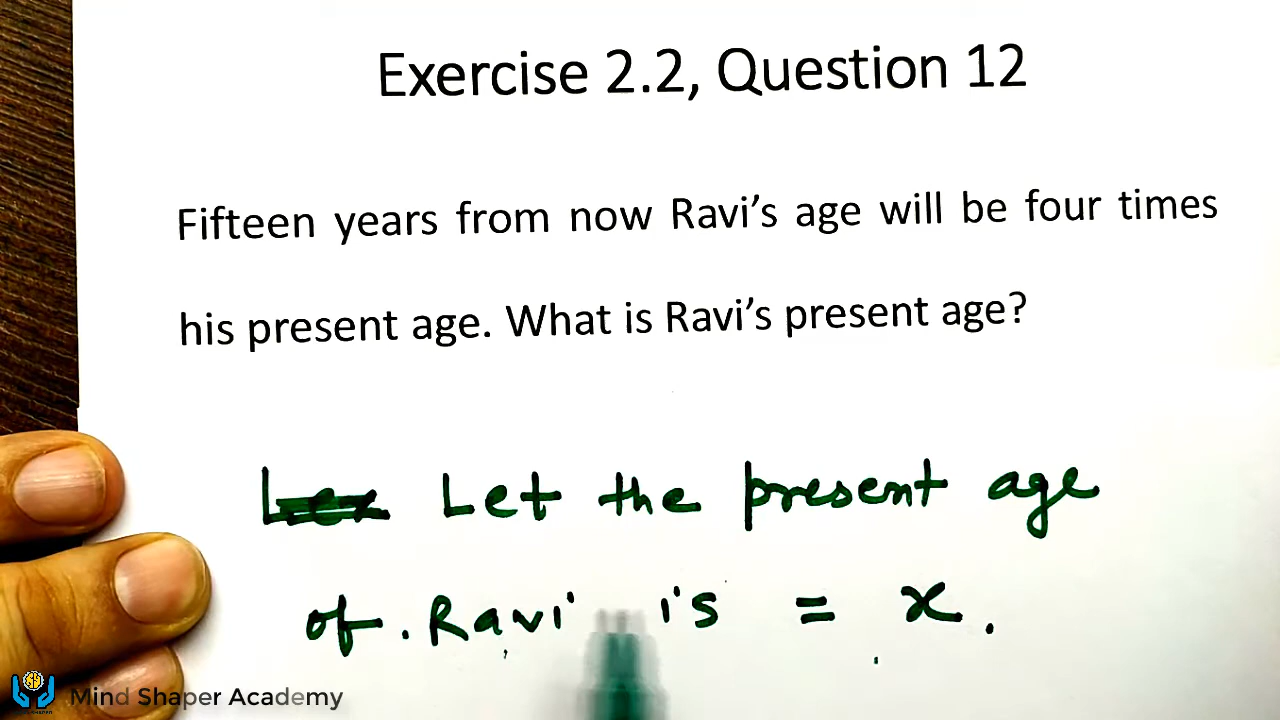 Exercise 2.2, Question 12
Fifteen years from now Ravi’s age will be four times
his present age. What is Ravi’s present age?
Let the present age
of. Ravi is = x.
Mind Shaper Academy